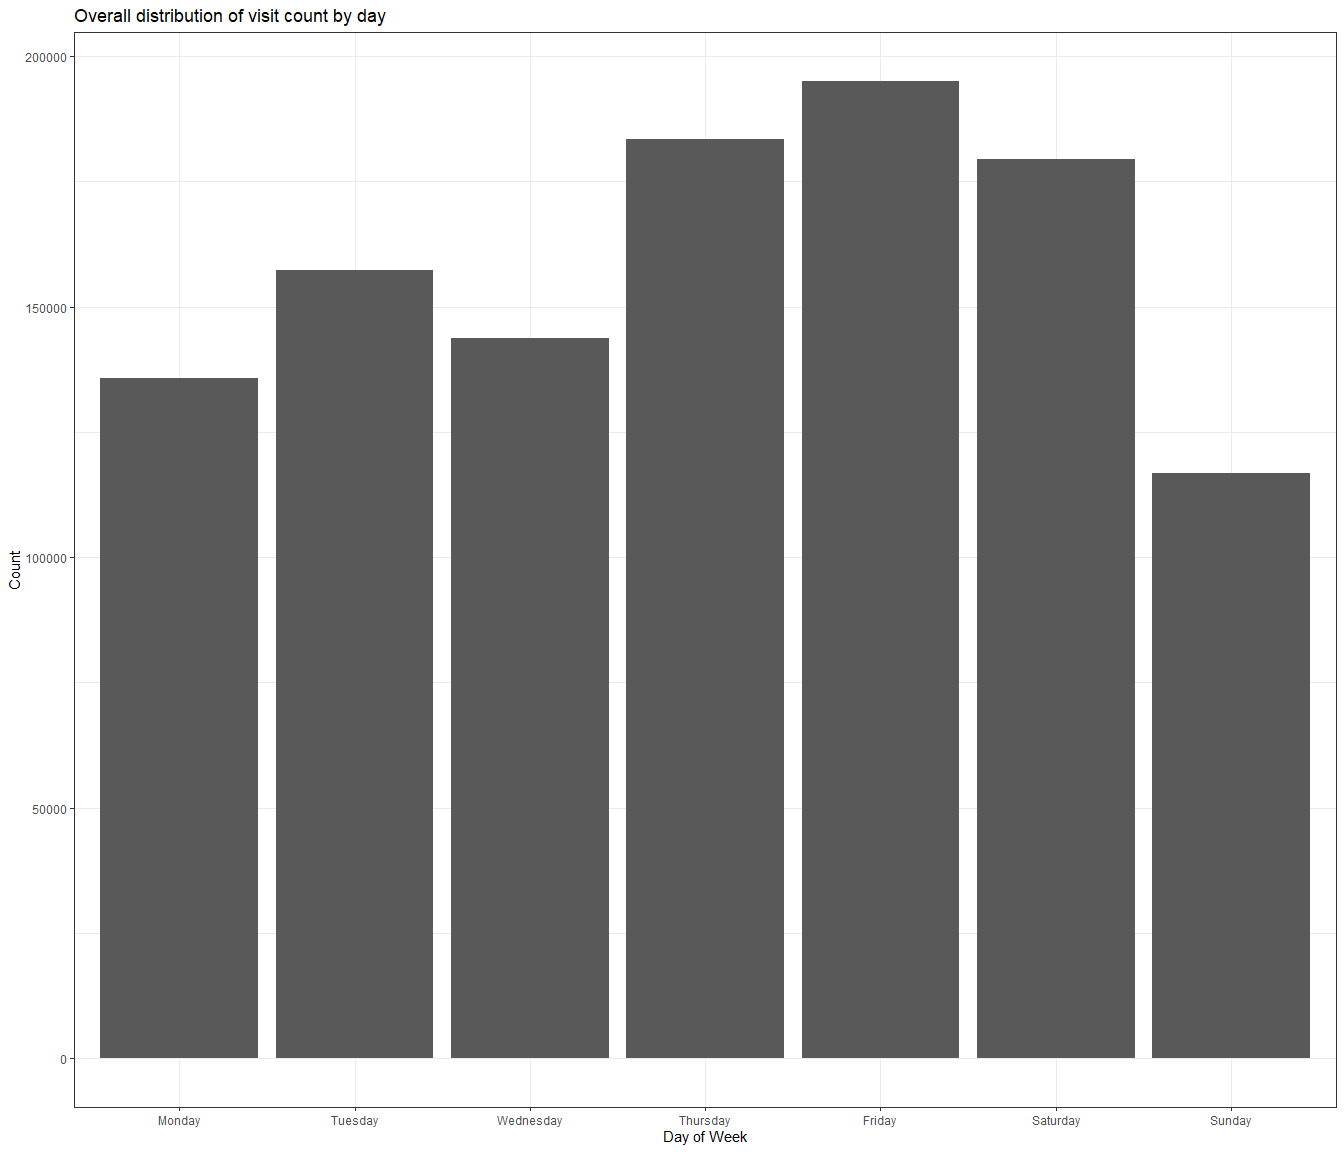 Overall distribution of visit count by day
200000
150000
100000
50000
0
Count
Monday Tuesday Wednesday Thursday Friday Saturday Sunday
Day of Week